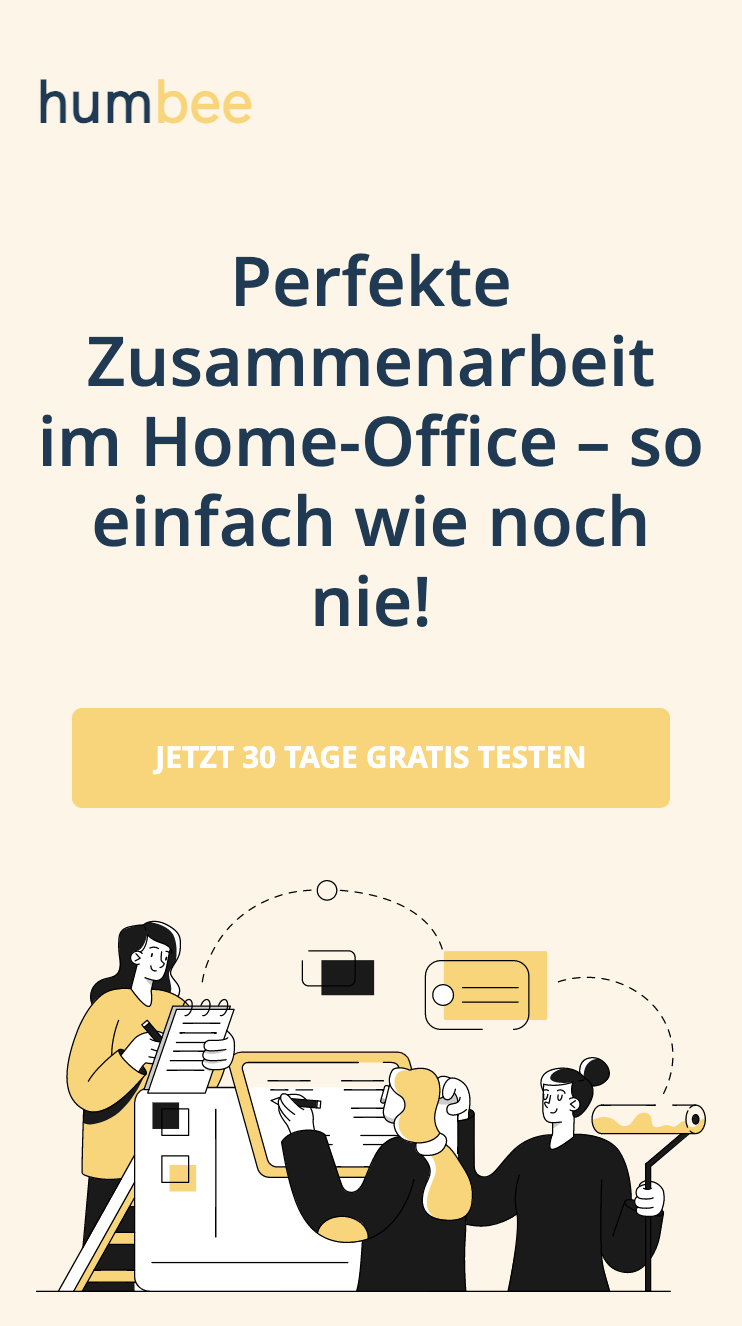 humbee
Perfekte
Zusammenarbeit
im Home-Office – so
einfach wie noch
nie!
JETZT 30 TAGE GRATIS TESTEN